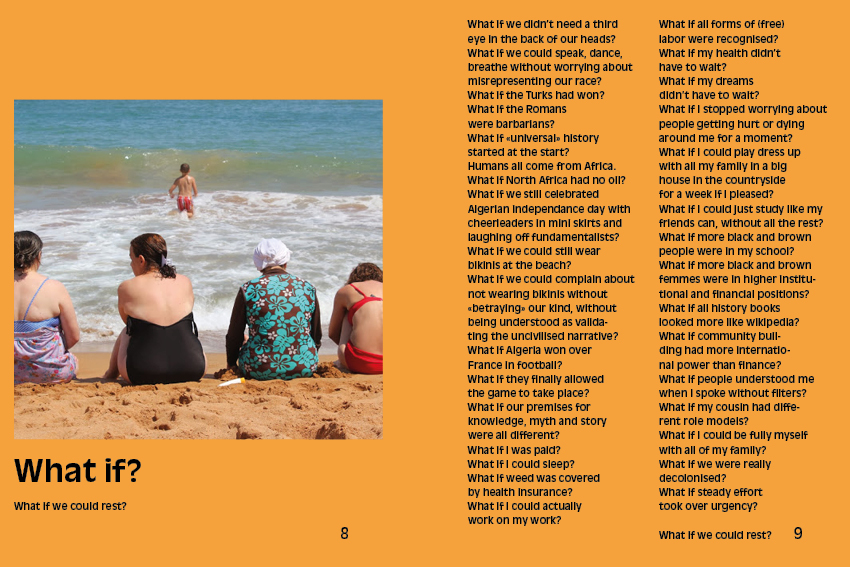 What if?
What if we could rest?
8
What if we didn't need a third
eye in the back of our heads?
What if we could speak, dance,
breathe without worrying about
misrepresenting our race?
What if the Turks had won?
What if the Romans
were barbarians?
What if «universal» history
started at the start?
Humans all come from Africa.
What if North Africa had no oil?
What if we still celebrated
Algerian independance day with
cheerleaders in mini skirts and
laughing off fundamentalists?
What if we could still wear
bikinis at the beach?
What if we could complain about
not wearing bikinis without
«betraying» our kind, without
being understood as valida-
ting the uncivilised narrative?
What if Algeria won over
France in football?
What if they finally allowed
the game to take place?
What if our premises for
knowledge, myth and story
were all different?
What if I was paid?
What if I could sleep?
What if weed was covered
by health insurance?
What if I could actually
work on my work?
What if all forms of (free)
labor were recognised?
What if my health didn't
have to wait?
What if my dreams
didn't have to wait?
What if I stopped worrying about
people getting hurt or dying
around me for a moment?
What if I could play dress up
with all my family in a big
house in the countryside
for a week if I pleased?
What if I could just study like my
friends can, without all the rest?
What if more black and brown
people were in my school?
What if more black and brown
femmes were in higher institu-
tional and financial positions?
What if all history books
looked more like wikipedia?
What if community buil-
ding had more internatio-
nal power than finance?
What if people understood me
when I spoke without filters?
What if my cousin had diffe-
rent role models?
What if I could be fully myself
with all of my family?
What if we were really
decolonised?
What if steady effort
took over urgency?
What if we could rest?
9